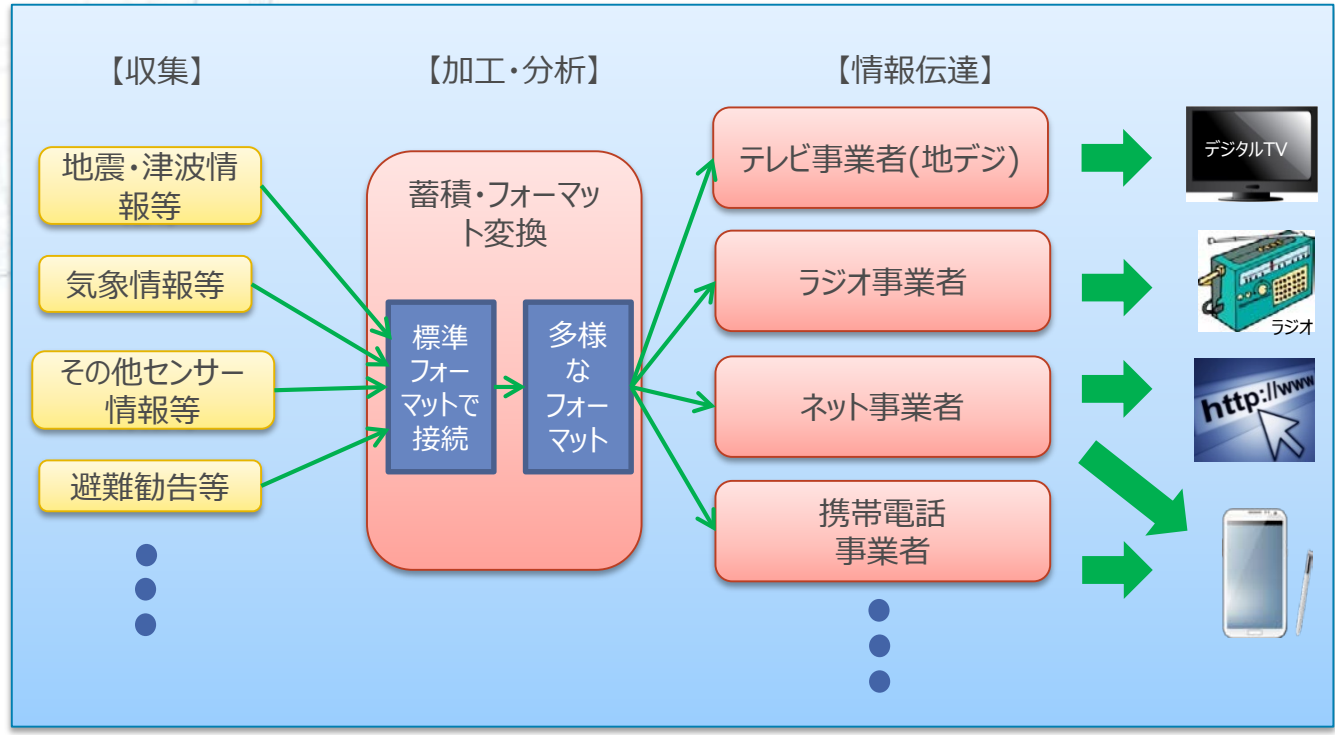 【収集】
【加工・分析】
【情報伝達】
地震・津波情
報等
気象情報等
その他センサー
情報等
避難勧告等
蓄積・フォーマッ
ト変換
標準
フォー
マットで
接続
多様
な
フォー
マット
テレビ事業者(地デジ)
ラジオ事業者
ネット事業者
携帯電話
事業者
デジタルTV
ラジオ
http://www